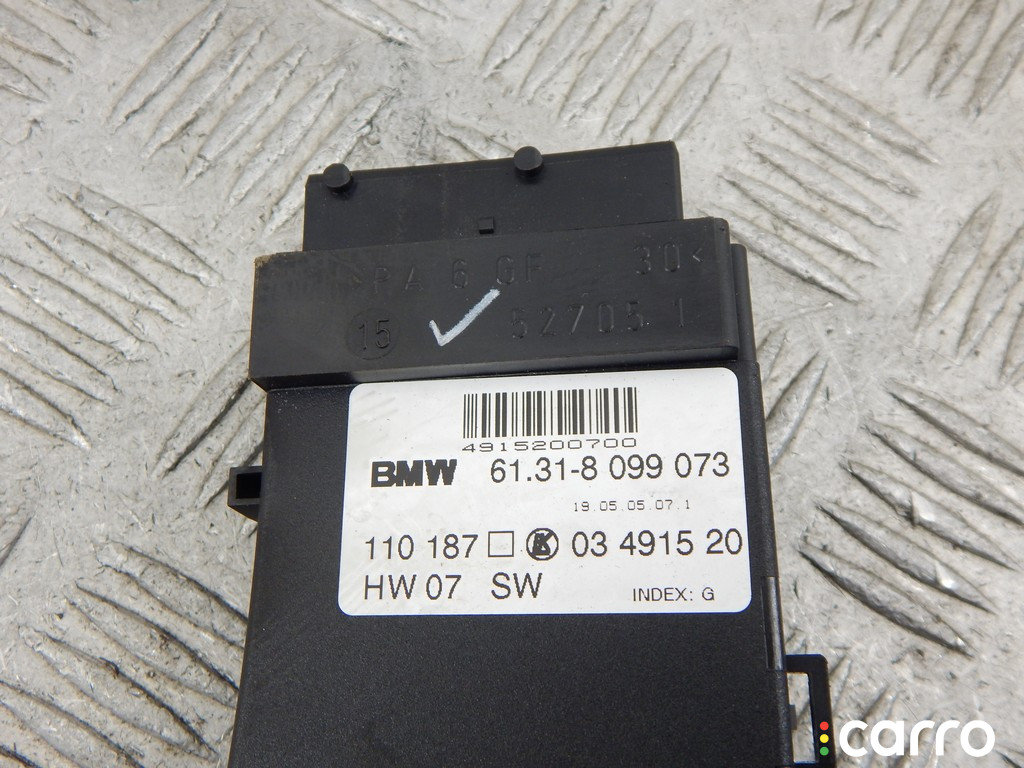 >PA 6 GF 30<
15 52705.1
4915200700
BMW 61.31-8 099 073
19.05.05.07.1
110 187 K 03 4915 20
HW 07 SW
INDEX: G
carro